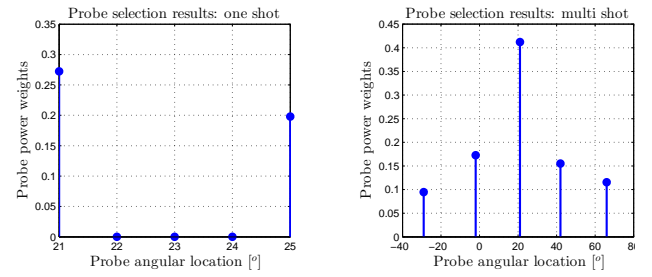 Probe selection results: one shot
0.35
0.3
0.25
0.2
0.15
0.1
0.05
0
21 22 23 24 25
Probe angular location [o]
Probe power weights
Probe selection results: multi shot
0.45
0.4
0.35
0.3
0.25
0.2
0.15
0.1
0.05
0
−40 −20 0 20 40 60 80
Probe angular location [o]
Probe power weights